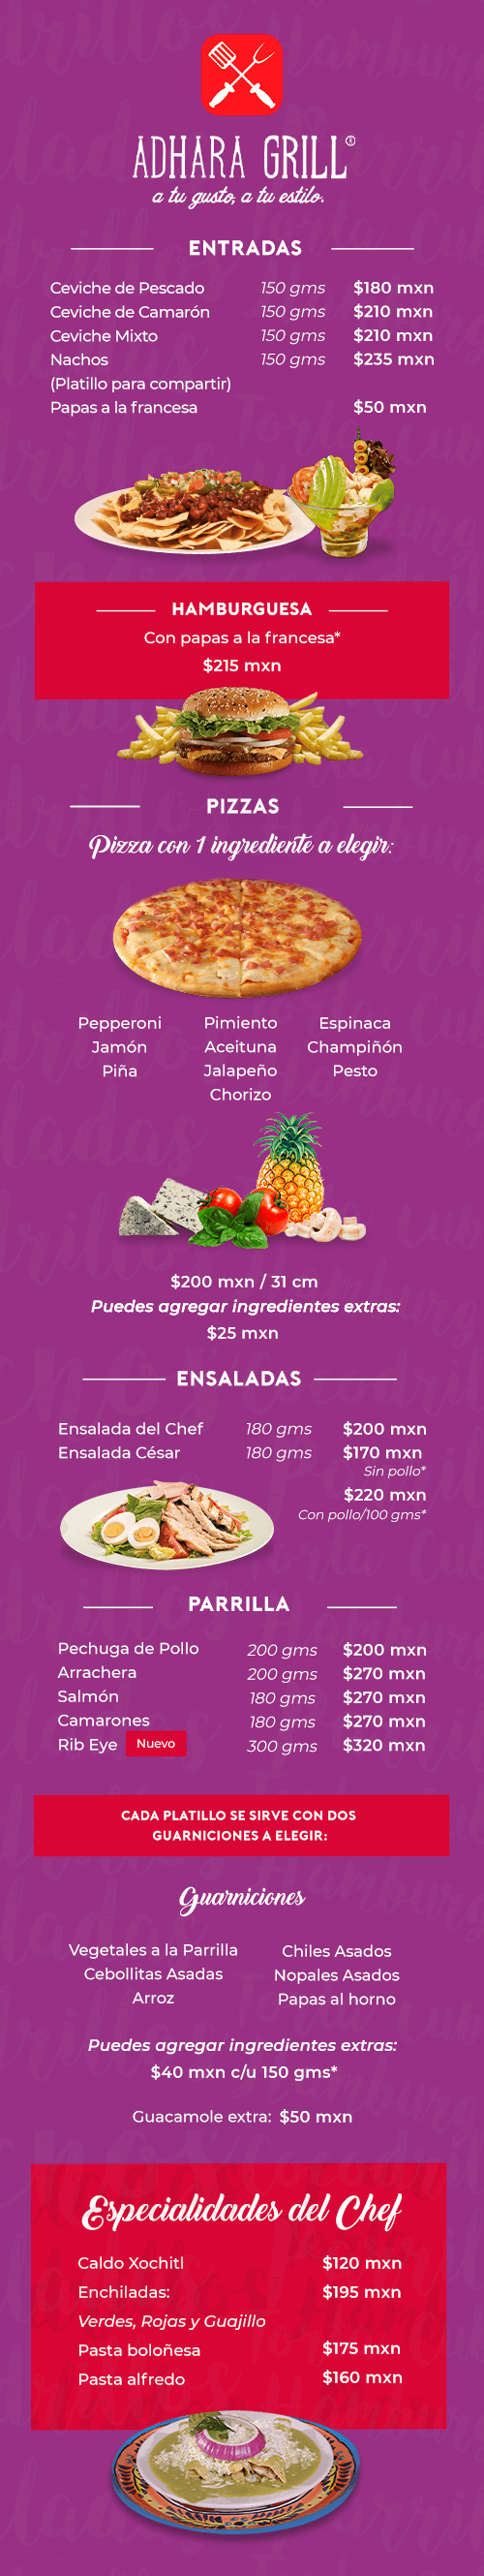 ADHARA GRILL®
a tu gusto, a tu estilo.
ENTRADAS
Ceviche de Pescado 150 gms $180 mxn
Ceviche de Camarón 150 gms $210 mxn
Ceviche Mixto 150 gms $210 mxn
Nachos 150 gms $235 mxn
(Platillo para compartir)
Papas a la francesa $50 mxn
HAMBURGUESA
Con papas a la francesa*
$215 mxn
PIZZAS
Pizza con 1 ingrediente a elegir:
Pepperoni Pimiento Espinaca
Jamón Aceituna Champiñón
Piña Jalapeño Pesto
Chorizo
$200 mxn / 31 cm
Puedes agregar ingredientes extras:
$25 mxn
ENSALADAS
Ensalada del Chef 180 gms $200 mxn
Ensalada César 180 gms $170 mxn
Sin pollo*
$220 mxn
Con pollo/100 gms*
PARRILLA
Pechuga de Pollo 200 gms $200 mxn
Arrachera 200 gms $270 mxn
Salmón 180 gms $270 mxn
Camarones 180 gms $270 mxn
Rib Eye Nuevo 300 gms $320 mxn
CADA PLATILLO SE SIRVE CON DOS
GUARNICIONES A ELEGIR:
Guarniciones
Vegetales a la Parrilla Chiles Asados
Cebollitas Asadas Nopales Asados
Arroz Papas al horno
Puedes agregar ingredientes extras:
$40 mxn c/u 150 gms*
Guacamole extra: $50 mxn
Especialidades del Chef
Caldo Xochitl $120 mxn
Enchiladas: $195 mxn
Verdes, Rojas y Guajillo
Pasta boloñesa $175 mxn
Pasta alfredo $160 mxn